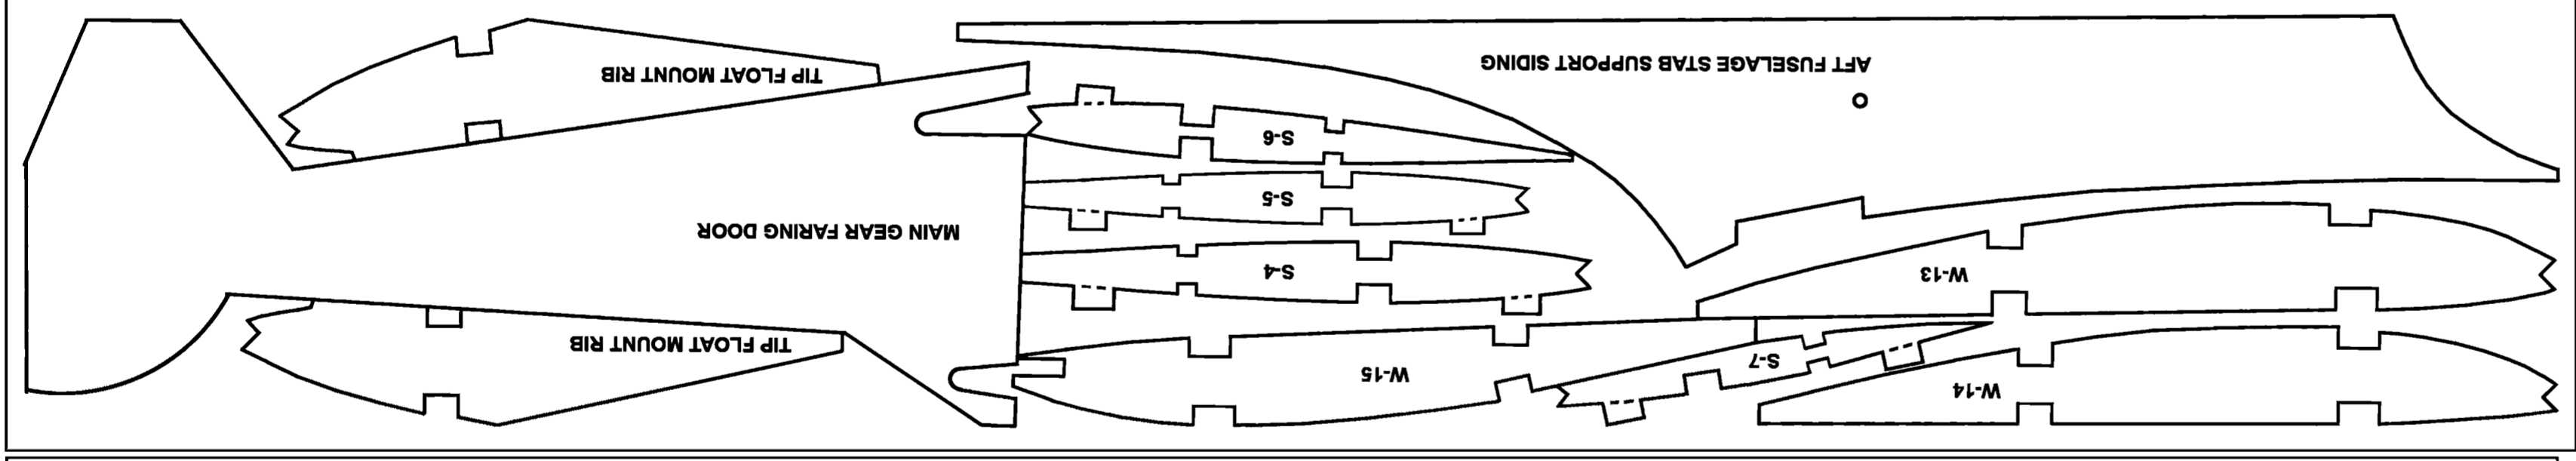 TIP FLOAT MOUNT RIB
AFT FUSELAGE STAB SUPPORT SIDING
S-6
S-5
MAIN GEAR FARING DOOR
S-4
W-13
TIP FLOAT MOUNT RIB
W-15
S-7
W-14